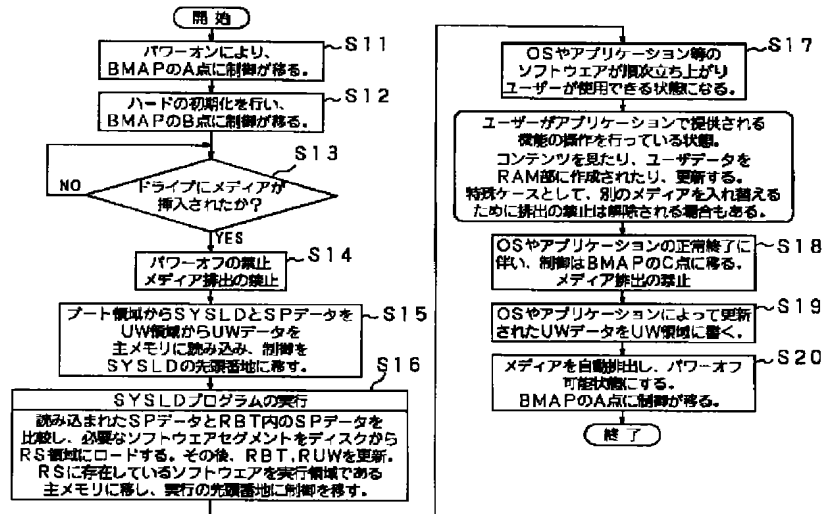 開始
パワーオンにより、
BMAPのA点に制御が移る。
S11
ハードの初期化を行い、
BMAPのB点に制御が移る。
S12
S13
ドライブにメディアが
挿入されたか？
NO
YES
S14
パワーオフの禁止
メディア排出の禁止
ブート領域からSYSLDとSPデータを
UW領域からUWデータを
主メモリに読み込み、制御を
SYSLDの先頭番地に移す。
S15
S16
SYSLDプログラムの実行
読み込まれたSPデータとRBT内のSPデータを
比較し、必要なソフトウェアセグメントをディスクから
RS領域にロードする。その後、RBT,RUWを更新。
RSに存在しているソフトウェアを実行領域である
主メモリに移し、実行の先頭番地に制御を移す。
OSやアプリケーション等の
ソフトウェアが順次立ち上がり
ユーザーが使用できる状態になる。
S17
ユーザーがアプリケーションで提供される
機能の操作を行っている状態。
コンテンツを見たり、ユーザデータを
RAM部に作成されたり、更新する。
特殊ケースとして、別のメディアを入れ替える
ために排出の禁止は解除される場合もある。
OSやアプリケーションの正常終了に
伴い、制御はBMAPのC点に移る。
メディア排出の禁止
S18
OSやアプリケーションによって更新
されたUWデータをUW領域に書く。
S19
メディアを自動排出し、パワーオフ
可能状態にする。
BMAPのA点に制御が移る。
S20
終了